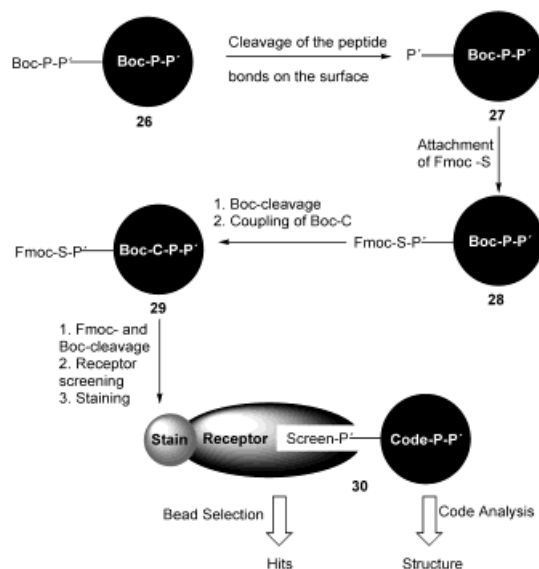 Boc-P-P´
Boc-P-P´
26
Cleavage of the peptide
bonds on the surface
P´
Boc-P-P´
27
Attachment
of Fmoc -S
Fmoc-S-P´
Boc-P-P´
28
1. Boc-cleavage
2. Coupling of Boc-C
Fmoc-S-P´
Boc-C-P-P´
29
1. Fmoc- and
Boc-cleavage
2. Receptor
screening
3. Staining
Stain
Receptor
Screen-P´
Code-P-P´
30
Bead Selection
Code Analysis
Hits
Structure